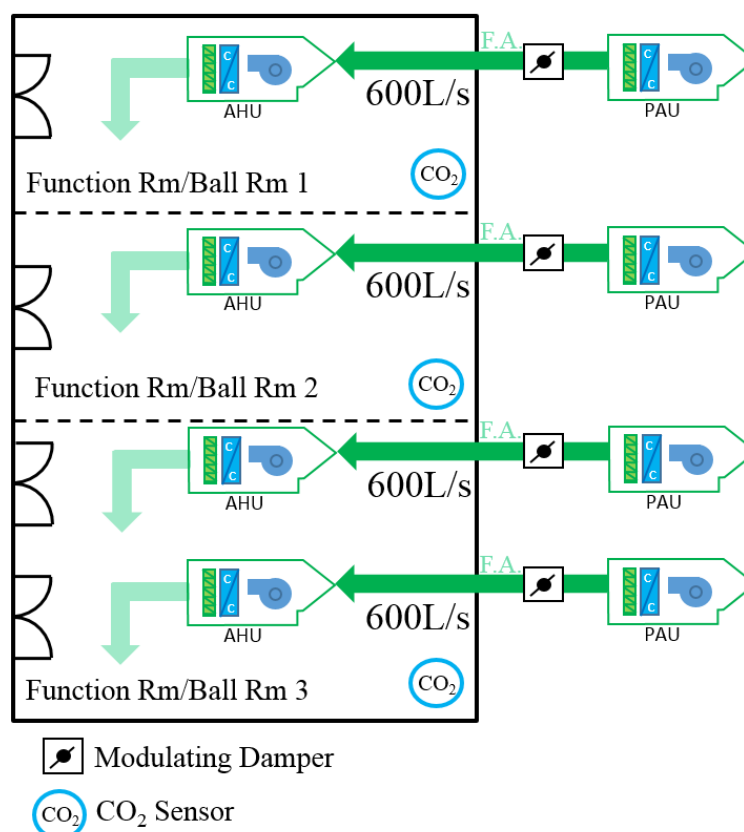 F.A.
600L/s
C
C
AHU
PAU
CO2
Function Rm/Ball Rm 1
F.A.
600L/s
C
C
AHU
C
C
PAU
CO2
Function Rm/Ball Rm 2
F.A.
600L/s
C
C
AHU
C
C
PAU
F.A.
600L/s
C
C
AHU
C
C
PAU
CO2
Function Rm/Ball Rm 3
Modulating Damper
CO2 CO2 Sensor